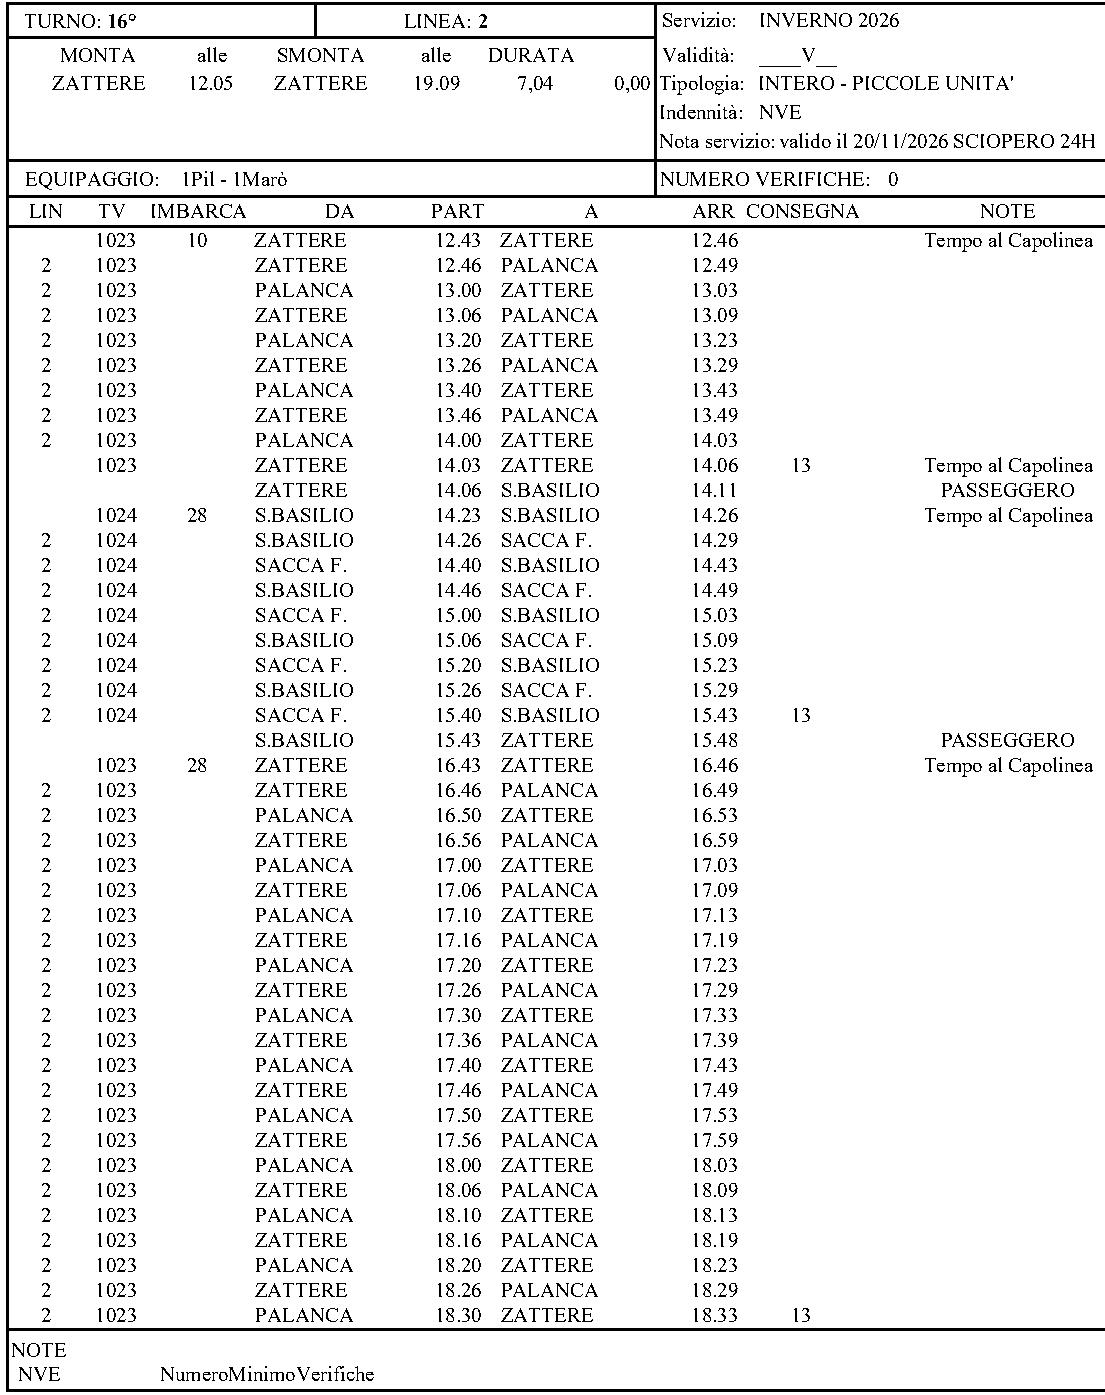 TURNO: 16° LINEA: 2 Servizio: INVERNO 2026
MONTA alle SMONTA alle DURATA Validità: ____V__
ZATTERE 12.05 ZATTERE 19.09 7,04 0,00 Tipologia: INTERO - PICCOLE UNITA'
Indennità: NVE
Nota servizio: valido il 20/11/2026 SCIOPERO 24H
EQUIPAGGIO: 1Pil - 1Marò NUMERO VERIFICHE: 0
LIN TV IMBARCA DA PART A ARR CONSEGNA NOTE
1023 10 ZATTERE 12.43 ZATTERE 12.46 Tempo al Capolinea
2 1023 ZATTERE 12.46 PALANCA 12.49
2 1023 PALANCA 13.00 ZATTERE 13.03
2 1023 ZATTERE 13.06 PALANCA 13.09
2 1023 PALANCA 13.20 ZATTERE 13.23
2 1023 ZATTERE 13.26 PALANCA 13.29
2 1023 PALANCA 13.40 ZATTERE 13.43
2 1023 ZATTERE 13.46 PALANCA 13.49
2 1023 PALANCA 14.00 ZATTERE 14.03
1023 ZATTERE 14.03 ZATTERE 14.06 13 Tempo al Capolinea
ZATTERE 14.06 S.BASILIO 14.11 PASSEGGERO
1024 28 S.BASILIO 14.23 S.BASILIO 14.26 Tempo al Capolinea
2 1024 S.BASILIO 14.26 SACCA F. 14.29
2 1024 SACCA F. 14.40 S.BASILIO 14.43
2 1024 S.BASILIO 14.46 SACCA F. 14.49
2 1024 SACCA F. 15.00 S.BASILIO 15.03
2 1024 S.BASILIO 15.06 SACCA F. 15.09
2 1024 SACCA F. 15.20 S.BASILIO 15.23
2 1024 S.BASILIO 15.26 SACCA F. 15.29
2 1024 SACCA F. 15.40 S.BASILIO 15.43 13
S.BASILIO 15.43 ZATTERE 15.48 PASSEGGERO
1023 28 ZATTERE 16.43 ZATTERE 16.46 Tempo al Capolinea
2 1023 ZATTERE 16.46 PALANCA 16.49
2 1023 PALANCA 16.50 ZATTERE 16.53
2 1023 ZATTERE 16.56 PALANCA 16.59
2 1023 PALANCA 17.00 ZATTERE 17.03
2 1023 ZATTERE 17.06 PALANCA 17.09
2 1023 PALANCA 17.10 ZATTERE 17.13
2 1023 ZATTERE 17.16 PALANCA 17.19
2 1023 PALANCA 17.20 ZATTERE 17.23
2 1023 ZATTERE 17.26 PALANCA 17.29
2 1023 PALANCA 17.30 ZATTERE 17.33
2 1023 ZATTERE 17.36 PALANCA 17.39
2 1023 PALANCA 17.40 ZATTERE 17.43
2 1023 ZATTERE 17.46 PALANCA 17.49
2 1023 PALANCA 17.50 ZATTERE 17.53
2 1023 ZATTERE 17.56 PALANCA 17.59
2 1023 PALANCA 18.00 ZATTERE 18.03
2 1023 ZATTERE 18.06 PALANCA 18.09
2 1023 PALANCA 18.10 ZATTERE 18.13
2 1023 ZATTERE 18.16 PALANCA 18.19
2 1023 PALANCA 18.20 ZATTERE 18.23
2 1023 ZATTERE 18.26 PALANCA 18.29
2 1023 PALANCA 18.30 ZATTERE 18.33 13
NOTE
NVE NumeroMinimoVerifiche